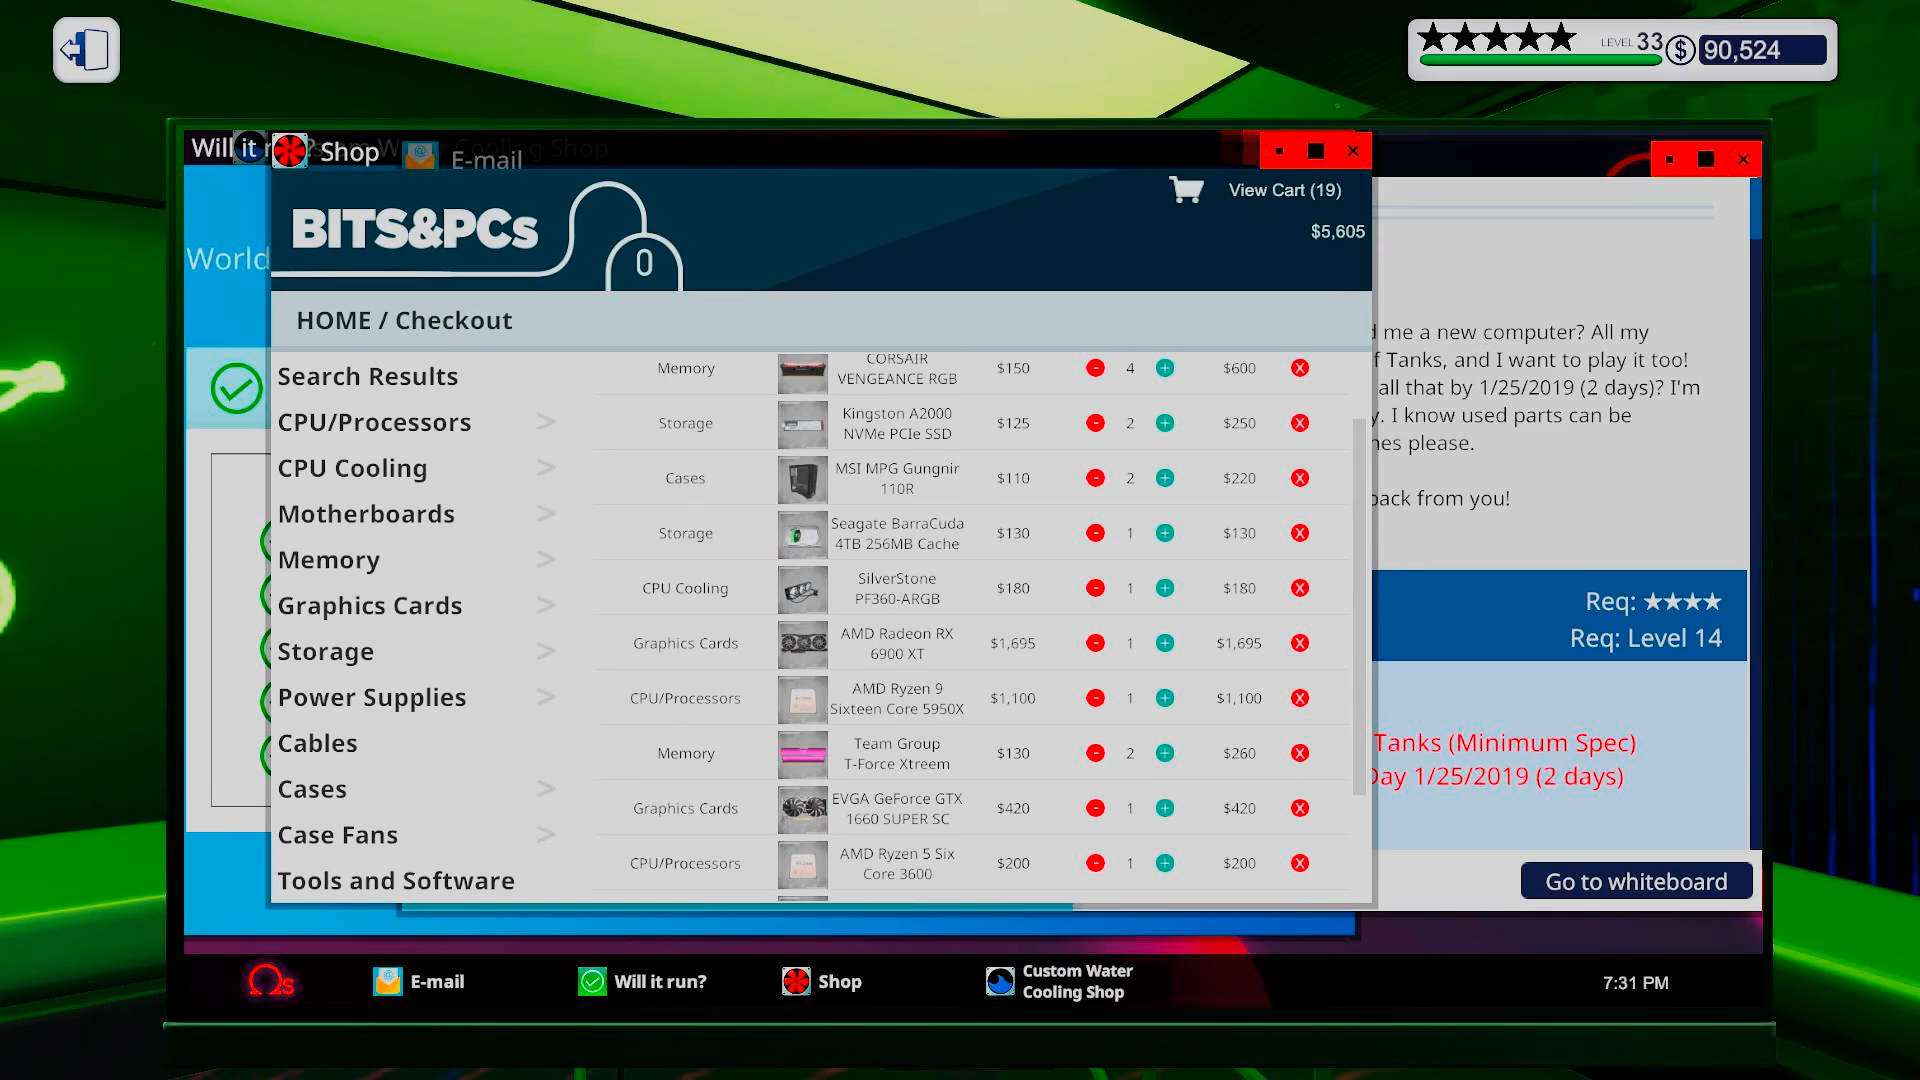 LEVEL 33
$ 90,524
Will it
Shop
E-mail
BITS&PCs
View Cart (19)
$5,605
World
HOME / Checkout
Search Results
CPU/Processors >
CPU Cooling >
Motherboards >
Memory >
Graphics Cards >
Storage >
Power Supplies >
Cables
Cases >
Case Fans >
Tools and Software
Memory CORSAIR VENGEANCE RGB $150 - 4 + $600 X
Storage Kingston A2000 NVMe PCIe SSD $125 - 2 + $250 X
Cases MSI MPG Gungnir 110R $110 - 2 + $220 X
Storage Seagate BarraCuda 4TB 256MB Cache $130 - 1 + $130 X
CPU Cooling SilverStone PF360-ARGB $180 - 1 + $180 X
Graphics Cards AMD Radeon RX 6900 XT $1,695 - 1 + $1,695 X
CPU/Processors AMD Ryzen 9 Sixteen Core 5950X $1,100 - 1 + $1,100 X
Memory Team Group T-Force Xtreem $130 - 2 + $260 X
Graphics Cards EVGA GeForce GTX 1660 SUPER SC $420 - 1 + $420 X
CPU/Processors AMD Ryzen 5 Six Core 3600 $200 - 1 + $200 X
me a new computer? All my
Tanks, and I want to play it too!
all that by 1/25/2019 (2 days)? I'm
I know used parts can be
please.
back from you!
Req: ★★★★
Req: Level 14
Tanks (Minimum Spec)
Day 1/25/2019 (2 days)
Go to whiteboard
E-mail
Will it run?
Shop
Custom Water
Cooling Shop
7:31 PM